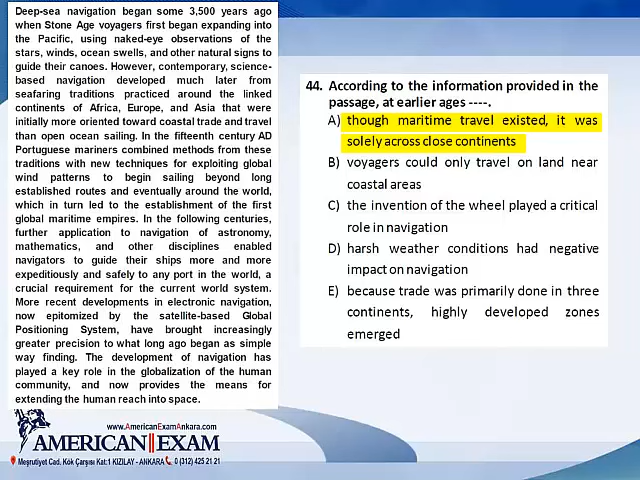 Deep-sea navigation began some 3,500 years ago
when Stone Age voyagers first began expanding into
the Pacific, using naked-eye observations of the
stars, winds, ocean swells, and other natural signs to
guide their canoes. However, contemporary, science-
based navigation developed much later from
seafaring traditions practiced around the linked
continents of Africa, Europe, and Asia that were
initially more oriented toward coastal trade and travel
than open ocean sailing. In the fifteenth century AD
Portuguese mariners combined methods from these
traditions with new techniques for exploiting global
wind patterns to begin sailing beyond long
established routes and eventually around the world,
which in turn led to the establishment of the first
global maritime empires. In the following centuries,
further application to navigation of astronomy,
mathematics, and other disciplines enabled
navigators to guide their ships more and more
expeditiously and safely to any port in the world, a
crucial requirement for the current world system.
More recent developments in electronic navigation,
now epitomized by the satellite-based Global
Positioning System, have brought increasingly
greater precision to what long ago began as simple
way finding. The development of navigation has
played a key role in the globalization of the human
community, and now provides the means for
extending the human reach into space.
44. According to the information provided in the
passage, at earlier ages ----.
A) though maritime travel existed, it was
solely across close continents
B) voyagers could only travel on land near
coastal areas
C) the invention of the wheel played a critical
role in navigation
D) harsh weather conditions had negative
impact on navigation
E) because trade was primarily done in three
continents, highly developed zones
emerged
www.AmericanExamAnkara.com
AMERICAN EXAM
Meşrutiyet Cad. Kök Çarşısı Kat:1 KIZILAY - ANKARA 0 (312) 425 21 21